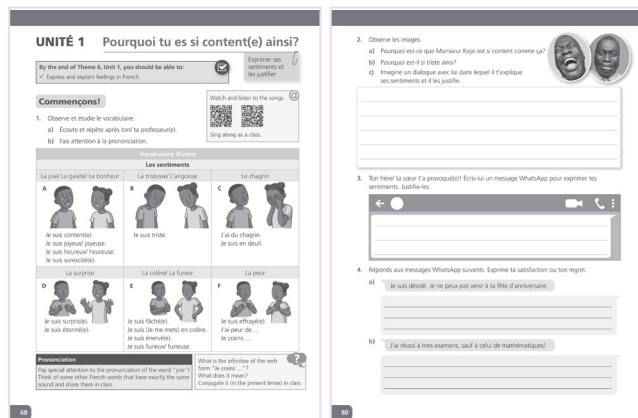 UNITÉ 1 Pourquoi tu es si content(e) ainsi?
By the end of Theme 6, Unit 1, you should be able to:
✓ Express and explain feelings in French
Exprimer ses
sentiments et
les justifier
Commençons!
1. Observe et étudie le vocabulaire.
a) Écoute et répète après ton/ ta professeur(e).
b) Fais attention à la prononciation.
Watch and listen to the songs.
Sing along as a class.
Vocabulaire illustré
Les sentiments
La joie/ La gaieté/ Le bonheur
La tristesse/ L'angoisse
Le chagrin
A
B
C
Je suis content(e).
Je suis joyeux/ joyeuse.
Je suis heureux/ heureuse.
Je suis surexcité(e).
Je suis triste.
J'ai du chagrin.
Je suis en deuil.
La surprise
La colère/ La fureur
La peur
D
E
F
Je suis surpris(e).
Je suis étonné(e).
Je suis fâché(e).
Je suis (Je me mets) en colère.
Je suis énervé(e).
Je suis furieux/ furieuse.
Je suis effrayé(e).
J'ai peur de ...
Je crains ...
Prononciation
Pay special attention to the pronunciation of the word "joie"!
Think of some other French words that have exactly the same
sound and share them in class.
What is the infinitive of the verb
form "Je crains ..."?
What does it mean?
Conjugate it (in the present tense) in class.
?
68
2. Observe les images.
a) Pourquoi est-ce que Monsieur Kojo est si content comme ça?
b) Pourquoi est-il si triste ainsi?
c) Imagine un dialogue avec lui dans lequel il t'explique
ses sentiments et il les justifie.
3. Ton frère/ ta sœur t'a provoqué(e)! Écris-lui un message WhatsApp pour exprimer tes
sentiments. Justifie-les.
4. Réponds aux messages WhatsApp suivants. Exprime ta satisfaction ou ton regret.
a) Je suis désolé. Je ne peux pas venir à ta fête d'anniversaire.
b) J'ai réussi à mes examens, sauf à celui de mathématiques!
80